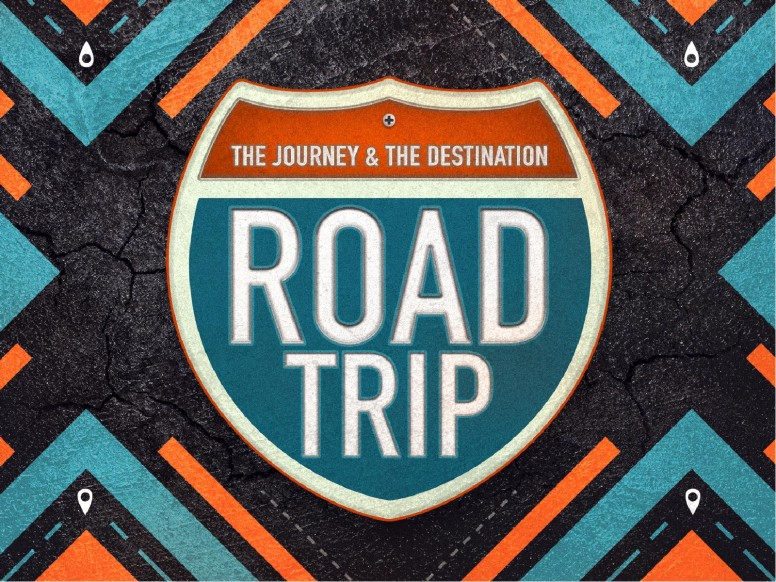 THE JOURNEY & THE DESTINATION
ROAD
TRIP